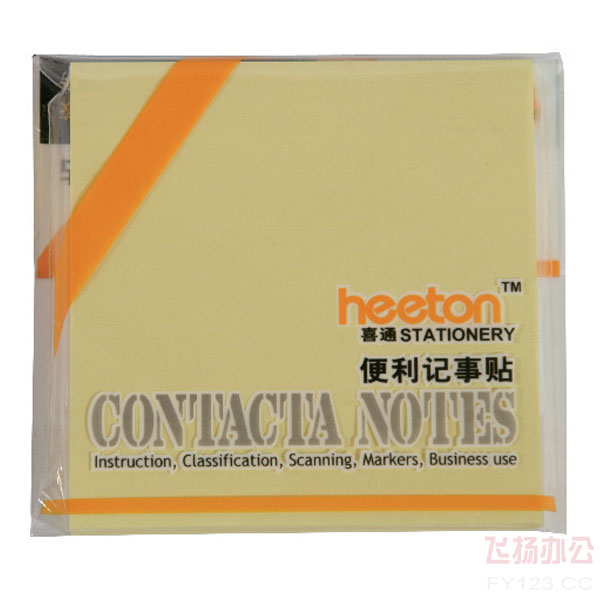 heeton™
喜通 STATIONERY
便利记事贴
CONTACTA NOTES
Instruction, Classification, Scanning, Markers, Business use
飞扬办公
FY123.CC